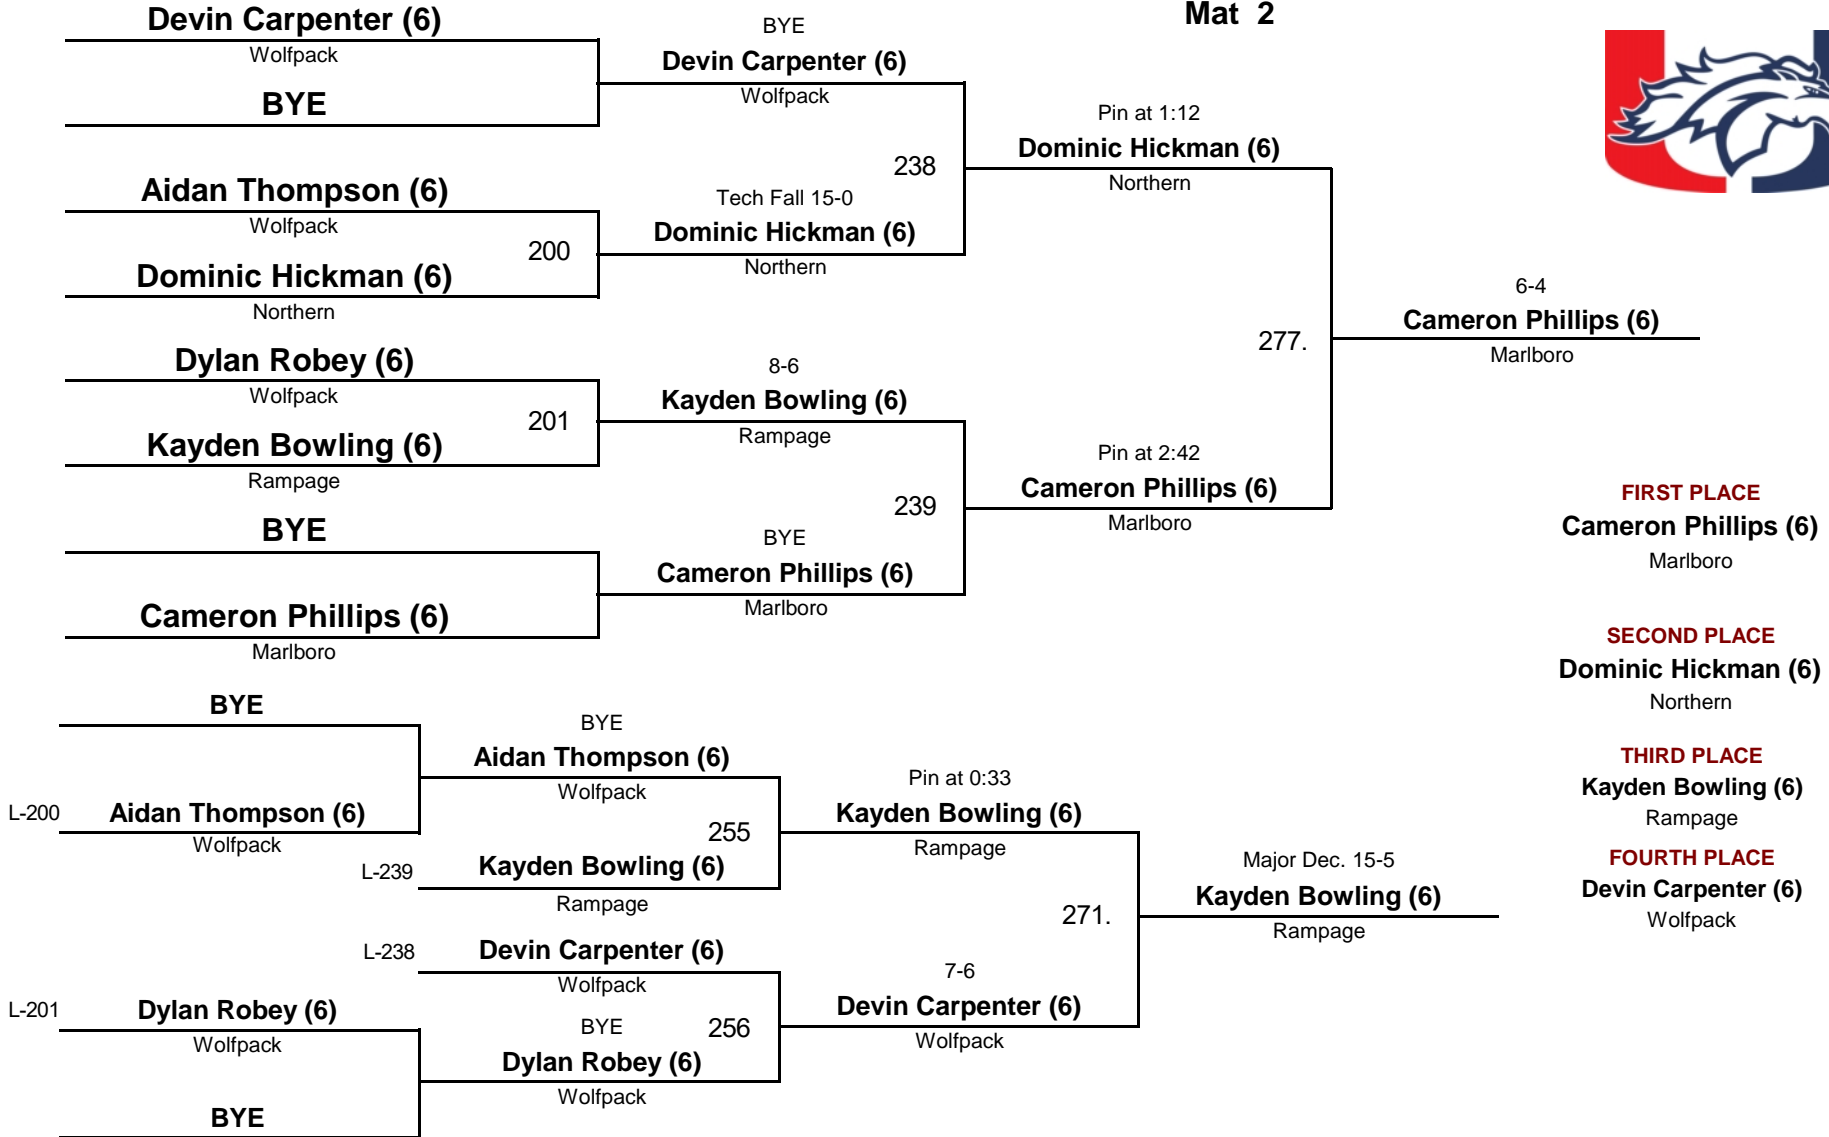 Mat 2
Devin Carpenter (6)
Wolfpack
BYE
Aidan Thompson (6)
Wolfpack
200
Dominic Hickman (6)
Northern
Dylan Robey (6)
Wolfpack
201
Kayden Bowling (6)
Rampage
BYE
Cameron Phillips (6)
Marlboro
BYE
Devin Carpenter (6)
Wolfpack
238
Tech Fall 15-0
Dominic Hickman (6)
Northern
8-6
Kayden Bowling (6)
Rampage
239
BYE
Cameron Phillips (6)
Marlboro
Pin at 1:12
Dominic Hickman (6)
Northern
277.
Pin at 2:42
Cameron Phillips (6)
Marlboro
6-4
Cameron Phillips (6)
Marlboro
FIRST PLACE
Cameron Phillips (6)
Marlboro
SECOND PLACE
Dominic Hickman (6)
Northern
THIRD PLACE
Kayden Bowling (6)
Rampage
FOURTH PLACE
Devin Carpenter (6)
Wolfpack
BYE
L-200
Aidan Thompson (6)
Wolfpack
L-201
Dylan Robey (6)
Wolfpack
BYE
BYE
Aidan Thompson (6)
Wolfpack
255
L-239
Kayden Bowling (6)
Rampage
L-238
Devin Carpenter (6)
Wolfpack
BYE
256
Dylan Robey (6)
Wolfpack
Pin at 0:33
Kayden Bowling (6)
Rampage
271.
7-6
Devin Carpenter (6)
Wolfpack
Major Dec. 15-5
Kayden Bowling (6)
Rampage